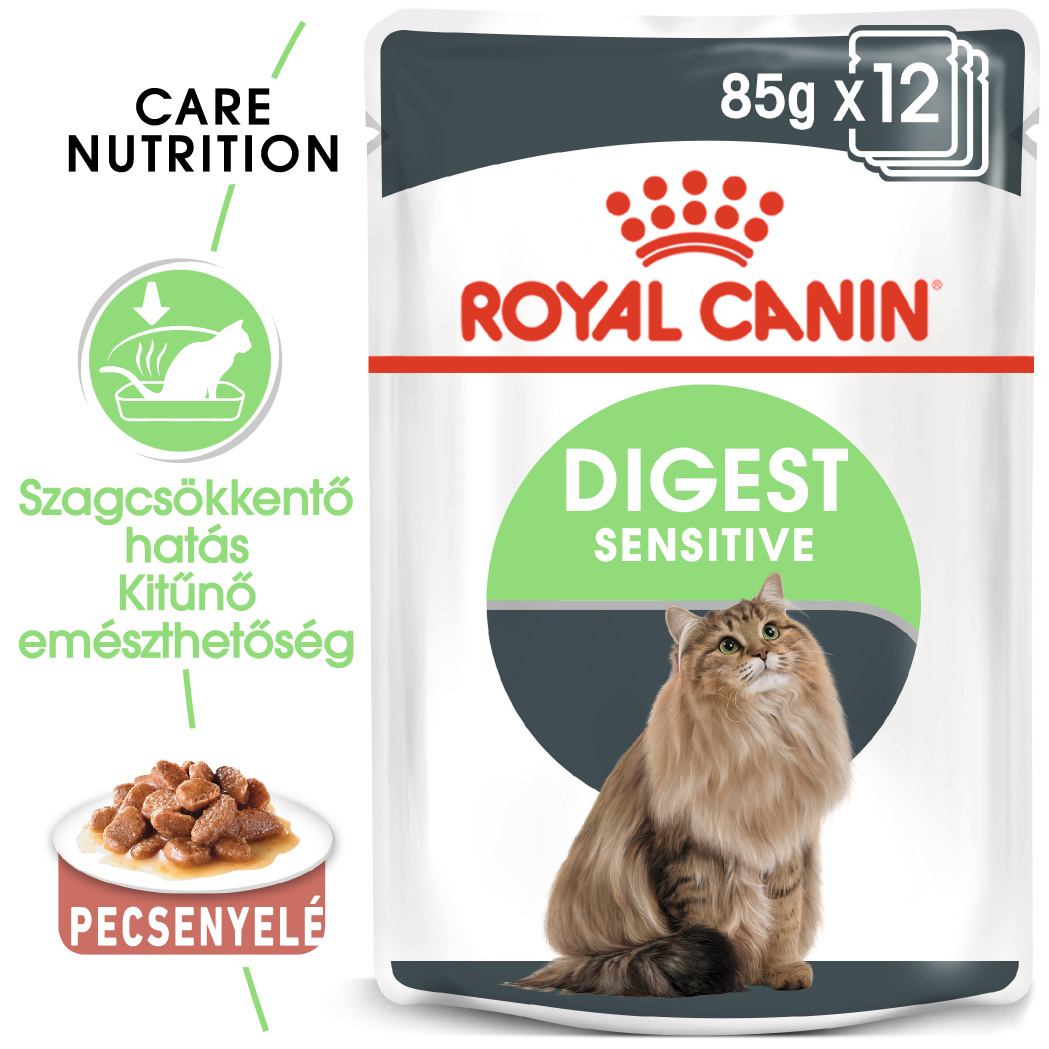 CARE
NUTRITION
Szagcsökkentő
hatás
Kitűnő
emészthetőség
PECSENYELÉ
85g x12
ROYAL CANIN®
DIGEST
SENSITIVE